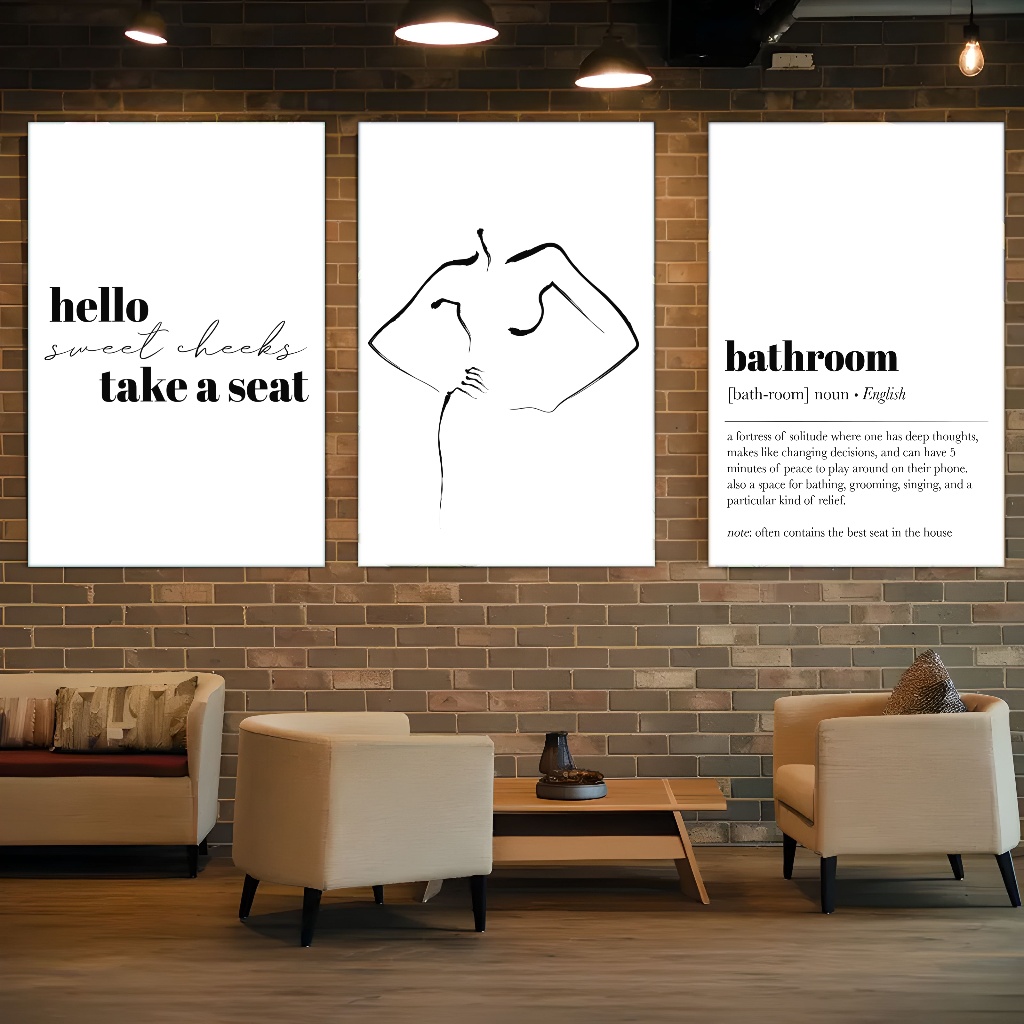 hello
sweet cheeks
take a seat
bathroom
[bath-room] noun • English
a fortress of solitude where one has deep thoughts,
makes like changing decisions, and can have 5
minutes of peace to play around on their phone.
also a space for bathing, grooming, singing, and a
particular kind of relief.
note: often contains the best seat in the house